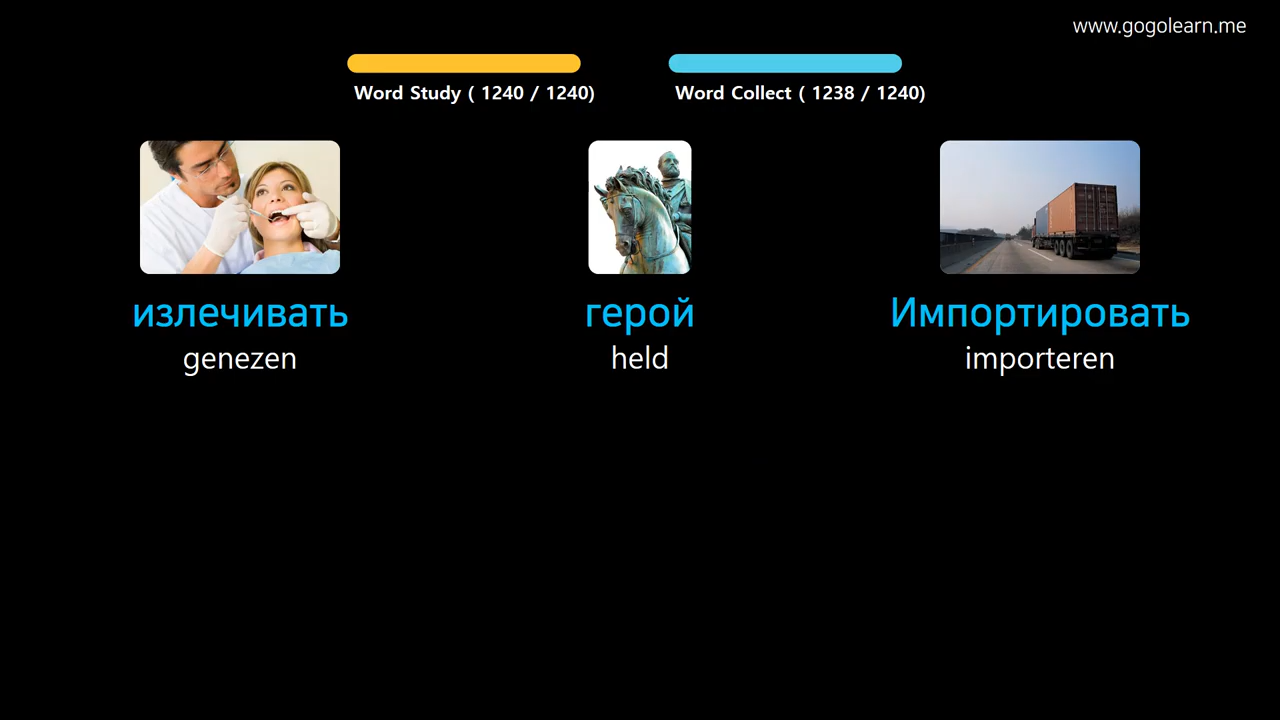 www.gogolearn.me
Word Study ( 1240 / 1240)
Word Collect ( 1238 / 1240)
излечивать
genezen
герой
held
Импортировать
importeren